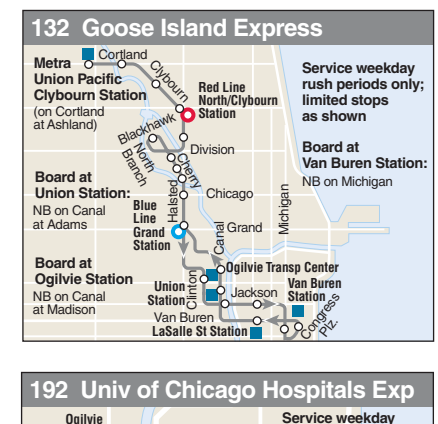 132 Goose Island Express
Cortland
Metra
Union Pacific
Clybourn Station
(on Cortland
at Ashland)
Clybourn
Red Line
North/Clybourn
Station
Service weekday
rush periods only;
limited stops
as shown
Blackhawk
Division
North
Branch
Cherry
Board at
Van Buren Station:
NB on Michigan
Board at
Union Station:
NB on Canal
at Adams
Halsted
Chicago
Michigan
Blue
Line
Grand
Station
Canal
Grand
Board at
Ogilvie Station
NB on Canal
at Madison
Ogilvie Transp Center
Union
Station
Clinton
Jackson
Van Buren
Station
Van Buren
LaSalle St Station
Congress
Plz.
192 Univ of Chicago Hospitals Exp
Ogilvie
Service weekday